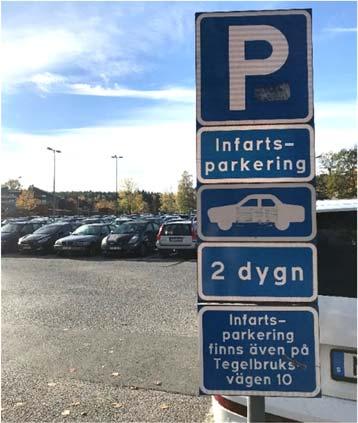 P
Infarts-
parkering
2 dygn
Infarts-
parkering
finns även på
Tegelbruks-
vägen 10